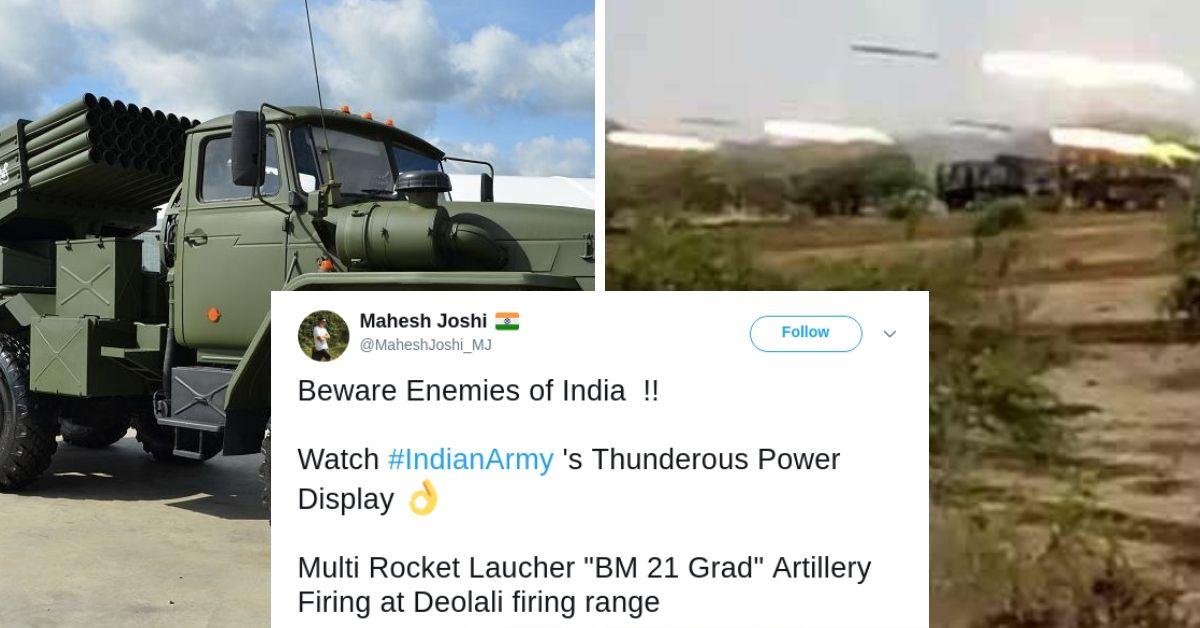 Mahesh Joshi 🇮🇳
@MaheshJoshi_MJ
Follow
Beware Enemies of India !!
Watch #IndianArmy 's Thunderous Power
Display 👌
Multi Rocket Laucher "BM 21 Grad" Artillery
Firing at Deolali firing range